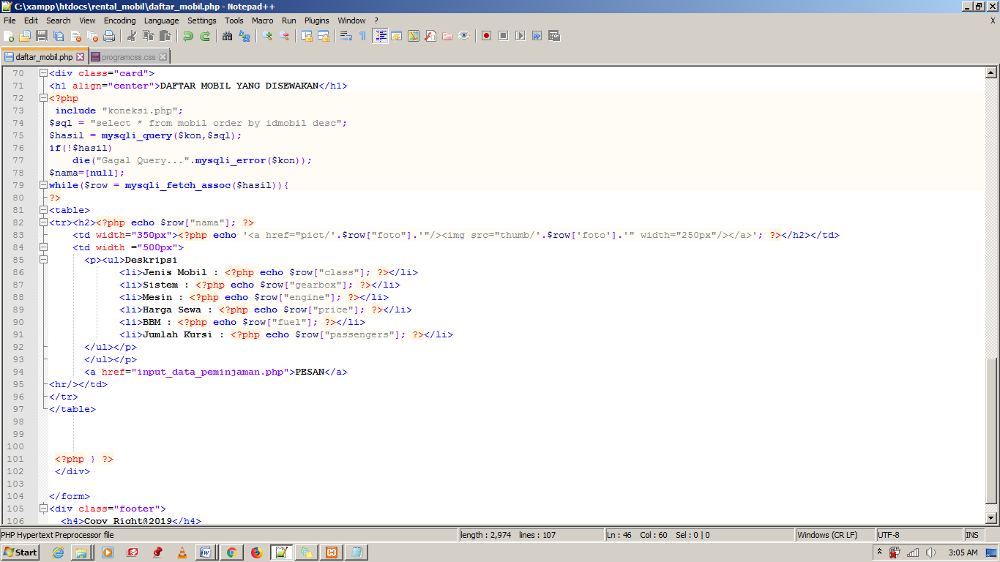 C:\xampp\htdocs\rental_mobil\daftar_mobil.php - Notepad++
File Edit Search View Encoding Language Settings Tools Macro Run Plugins Window ? X
daftar_mobil.php programcss.css
70 <div class="card">
71 <h1 align="center">DAFTAR MOBIL YANG DISEWAKAN</h1>
72 <?php
73 include "koneksi.php";
74 $sql = "select * from mobil order by idmobil desc";
75 $hasil = mysqli_query($kon,$sql);
76 if(!$hasil)
77 die("Gagal Query...".mysqli_error($kon));
78 $nama=[null];
79 while($row = mysqli_fetch_assoc($hasil)){
80 ?>
81 <table>
82 <tr><h2><?php echo $row["nama"]; ?>
83 <td width="350px"><?php echo '<a href="pict/'.$row["foto"].'"/><img src="thumb/'.$row['foto'].'" width="250px"/></a>'; ?></h2></td>
84 <td width ="500px">
85 <p><ul>Deskripsi
86 <li>Jenis Mobil : <?php echo $row["class"]; ?></li>
87 <li>Sistem : <?php echo $row["gearbox"]; ?></li>
88 <li>Mesin : <?php echo $row["engine"]; ?></li>
89 <li>Harga Sewa : <?php echo $row["price"]; ?></li>
90 <li>BBM : <?php echo $row["fuel"]; ?></li>
91 <li>Jumlah Kursi : <?php echo $row["passengers"]; ?></li>
92 </ul></p>
93 </ul></p>
94 <a href="input_data_peminjaman.php">PESAN</a>
95 <hr/></td>
96 </tr>
97 </table>
98
99
100
101 <?php } ?>
102 </div>
103
104 </form>
105 <div class="footer">
106 <h4>Copy Right@2019</h4>
PHP Hypertext Preprocessor file length : 2,974 lines : 107 Ln : 46 Col : 60 Sel : 0 | 0 Windows (CR LF) UTF-8 INS
Start 3:05 AM